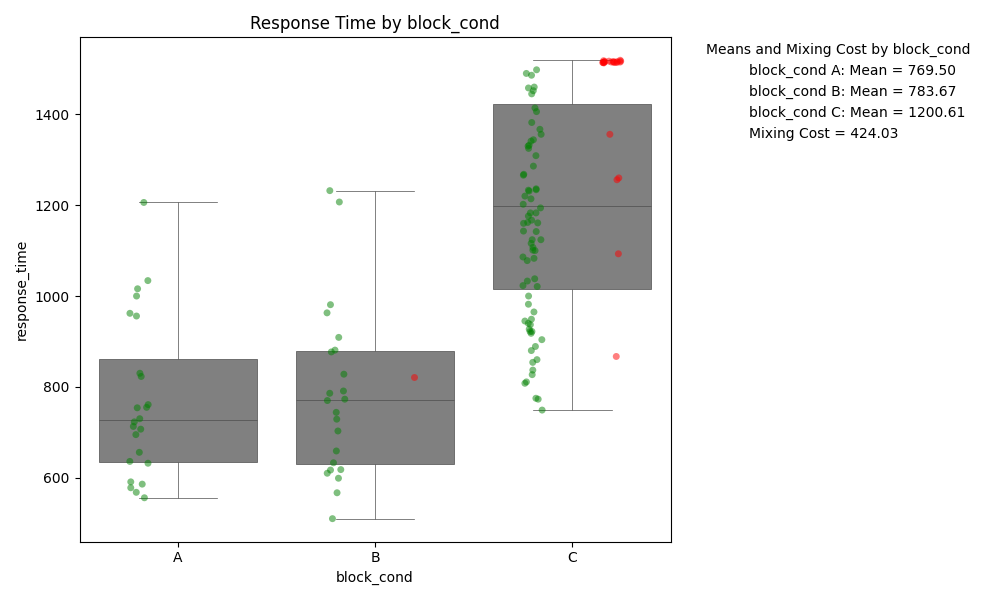 Response Time by block_cond
Means and Mixing Cost by block_cond
block_cond A: Mean = 769.50
block_cond B: Mean = 783.67
block_cond C: Mean = 1200.61
Mixing Cost = 424.03
response_time
1400
1200
1000
800
600
A B C
block_cond